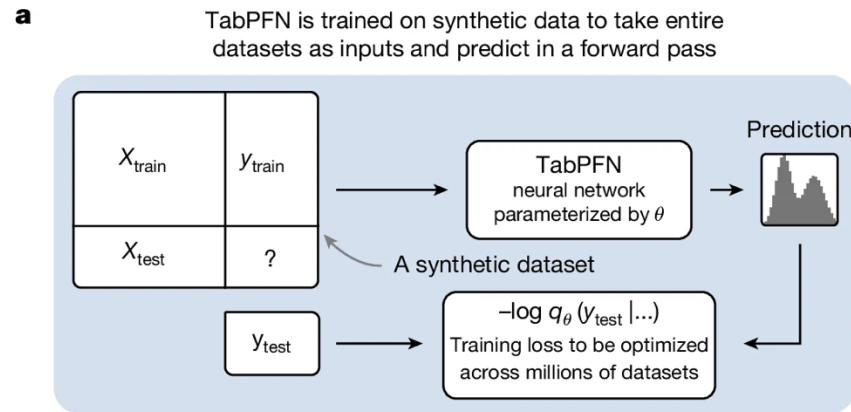 a
TabPFN is trained on synthetic data to take entire
datasets as inputs and predict in a forward pass
X_train
y_train
X_test
?
TabPFN
neural network
parameterized by θ
Prediction
A synthetic dataset
y_test
–log q_θ (y_test |...)
Training loss to be optimized
across millions of datasets